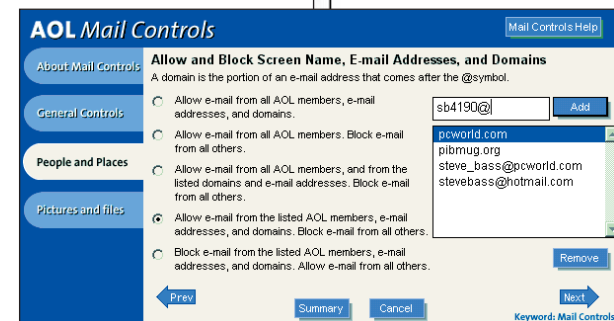 AOL Mail Controls
Mail Controls Help
About Mail Controls
General Controls
People and Places
Pictures and files
Allow and Block Screen Name, E-mail Addresses, and Domains
A domain is the portion of an e-mail address that comes after the @symbol.
Allow e-mail from all AOL members, e-mail
addresses, and domains.
Allow e-mail from all AOL members. Block e-mail
from all others.
Allow e-mail from all AOL members, and from the
listed domains and e-mail addresses. Block e-mail
from all others.
Allow e-mail from the listed AOL members, e-mail
addresses, and domains. Block e-mail from all others.
Block e-mail from the listed AOL members, e-mail
addresses, and domains. Allow e-mail from all others.
sb4190@
Add
pcworld.com
pibmug.org
steve_bass@pcworld.com
stevebass@hotmail.com
Remove
Prev
Summary
Cancel
Next
Keyword: Mail Controls